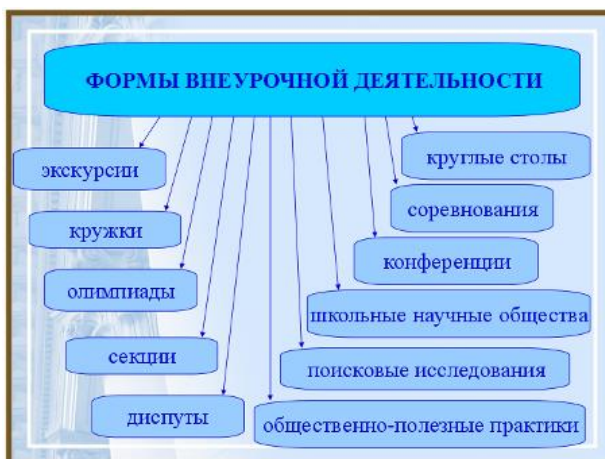 ФОРМЫ ВНЕУРОЧНОЙ ДЕЯТЕЛЬНОСТИ
экскурсии
кружки
олимпиады
секции
диспуты
круглые столы
соревнования
конференции
школьные научные общества
поисковые исследования
общественно-полезные практики